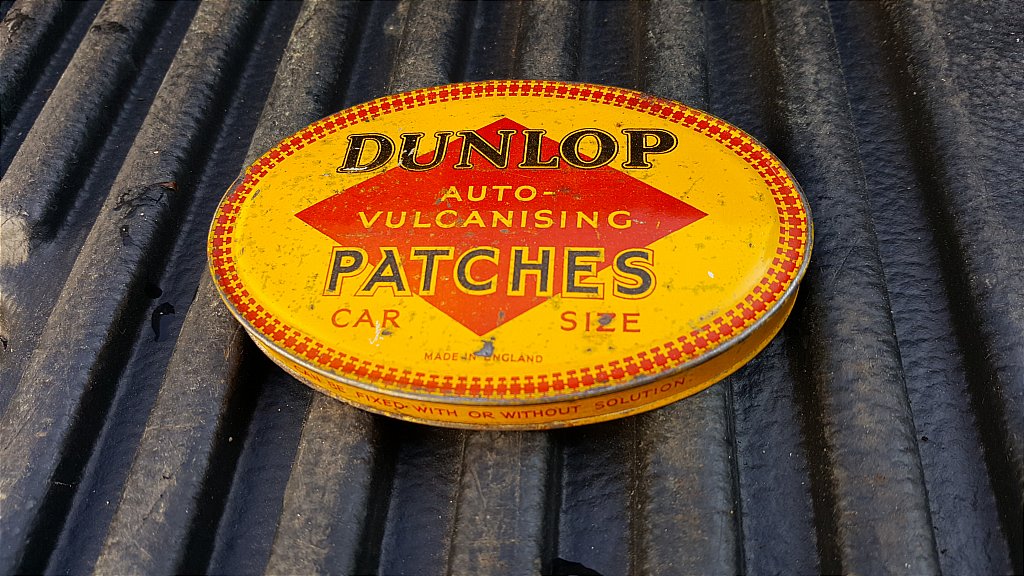 DUNLOP
AUTO-
VULCANISING
PATCHES
CAR SIZE
MADE IN ENGLAND
FIXED WITH OR WITHOUT SOLUTION.